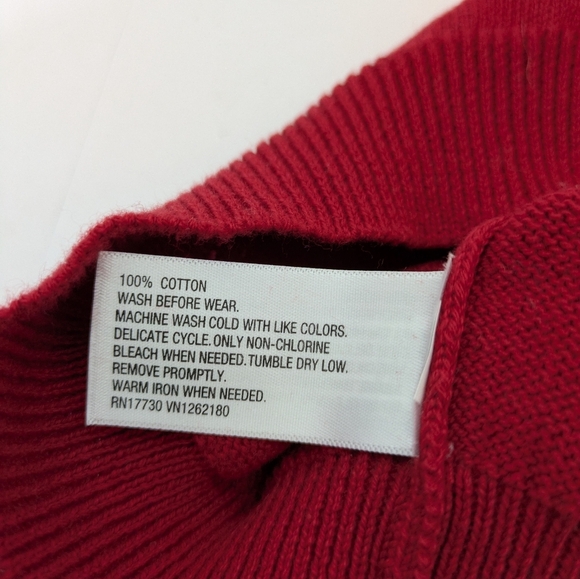 100% COTTON
WASH BEFORE WEAR.
MACHINE WASH COLD WITH LIKE COLORS.
DELICATE CYCLE. ONLY NON-CHLORINE
BLEACH WHEN NEEDED. TUMBLE DRY LOW.
REMOVE PROMPTLY.
WARM IRON WHEN NEEDED.
RN17730 VN1262180